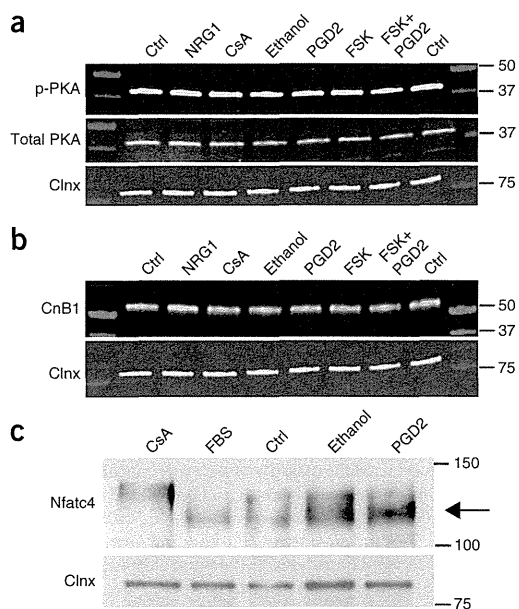 a
Ctrl NRG1 CsA Ethanol PGD2 FSK FSK+ PGD2 Ctrl
p-PKA
50
37
Total PKA
37
Clnx
75
b
Ctrl NRG1 CsA Ethanol PGD2 FSK FSK+ PGD2 Ctrl
CnB1
50
37
Clnx
75
c
CsA FBS Ctrl Ethanol PGD2
150
Nfatc4
100
Clnx
75